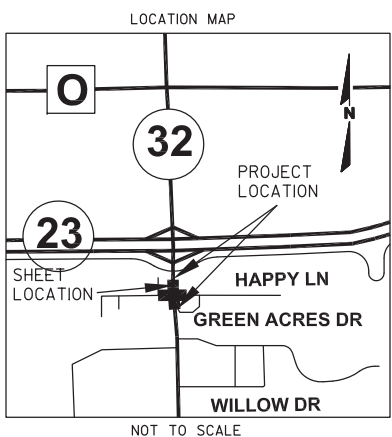 LOCATION MAP
O
32
N
PROJECT
LOCATION
23
SHEET
LOCATION
HAPPY LN
GREEN ACRES DR
WILLOW DR
NOT TO SCALE